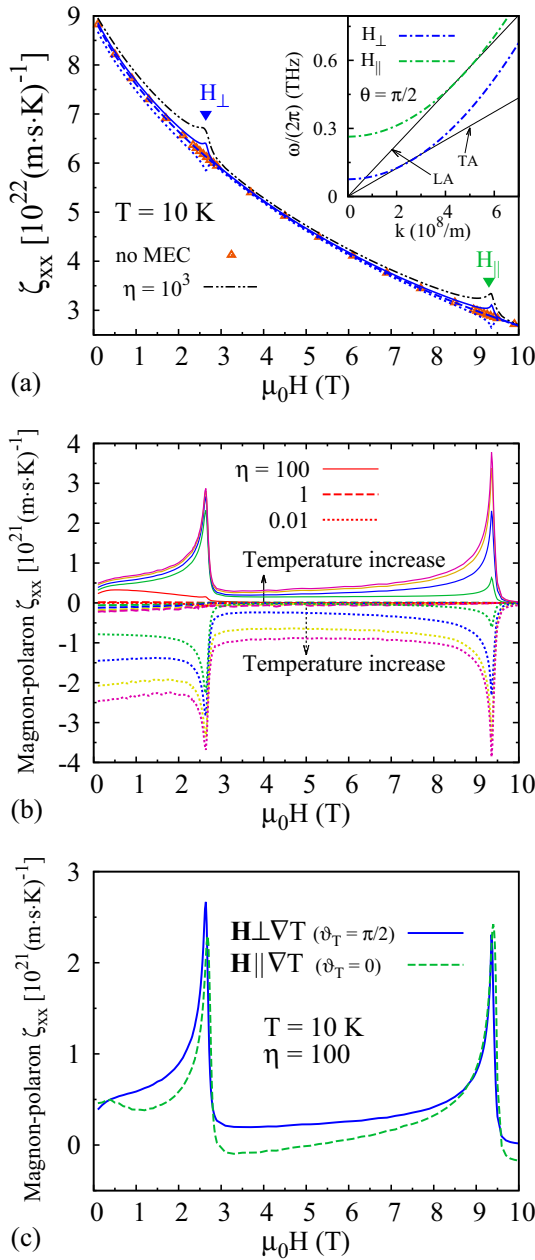 9
8
7
6
5
4
3
ζxx [10²²(m·s·K)⁻¹]
H⊥
T = 10 K
no MEC
η = 10³
H∥
0 1 2 3 4 5 6 7 8 9 10
μ₀H (T)
(a)
0.6
0.3
0
ω/(2π) (THz)
H⊥
H∥
θ = π/2
LA
TA
0 2 4 6
k (10⁸/m)
4
3
2
1
0
-1
-2
-3
-4
Magnon-polaron ζxx [10²¹(m·s·K)⁻¹]
η = 100
1
0.01
Temperature increase
Temperature increase
0 1 2 3 4 5 6 7 8 9 10
μ₀H (T)
(b)
3
2
1
0
Magnon-polaron ζxx [10²¹(m·s·K)⁻¹]
H⊥∇T (ϑ_T = π/2)
H∥∇T (ϑ_T = 0)
T = 10 K
η = 100
0 1 2 3 4 5 6 7 8 9 10
μ₀H (T)
(c)